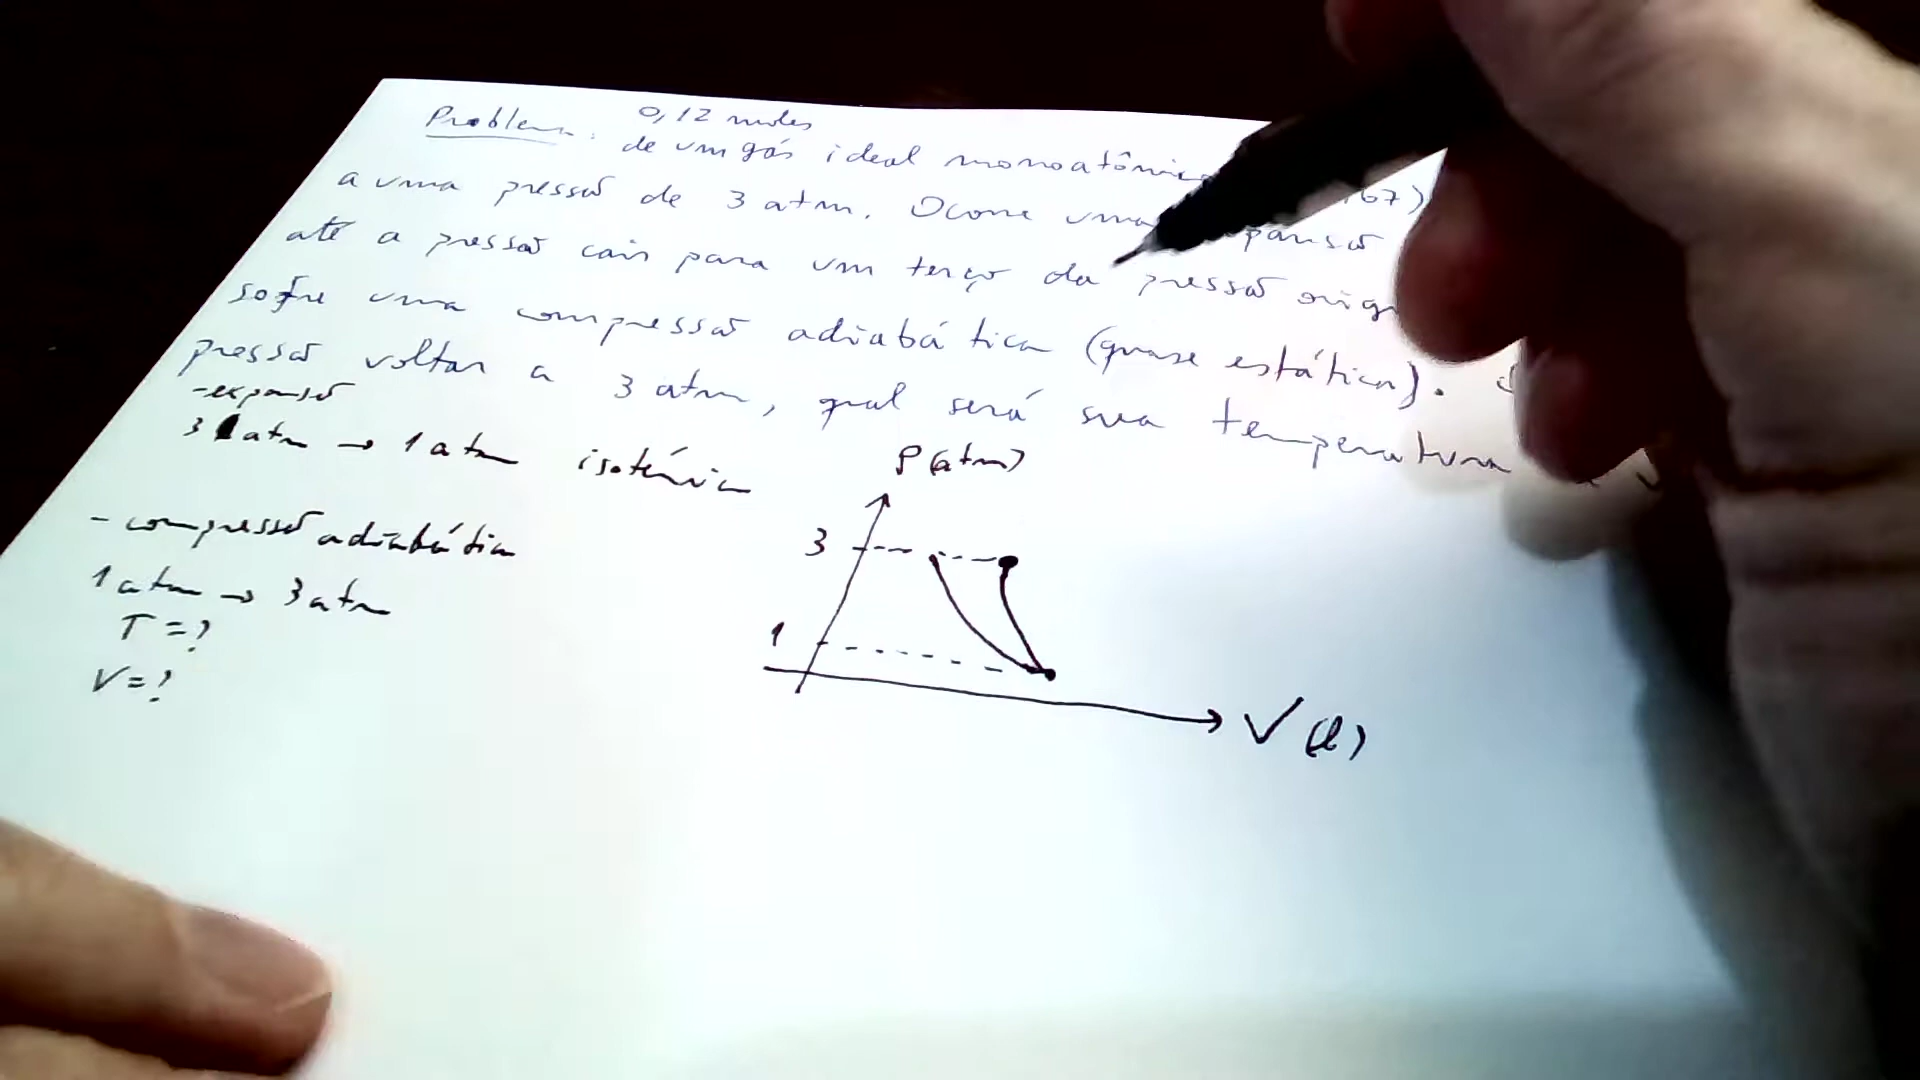 Problema: 0,12 moles
de um gás ideal monoatômico 67)
a uma pressão de 3 atm. Ocorre uma pansão
até a pressão cair para um terço da pressão orig
sofre uma compressão adiabática (quase estática).
pressão voltar a 3 atm, qual será sua temperatura
-expansão
3 atm → 1 atm isotérmica
- compressão adiabática
1 atm → 3 atm
T = ?
V = ?
P (atm)
3
1
V (l)